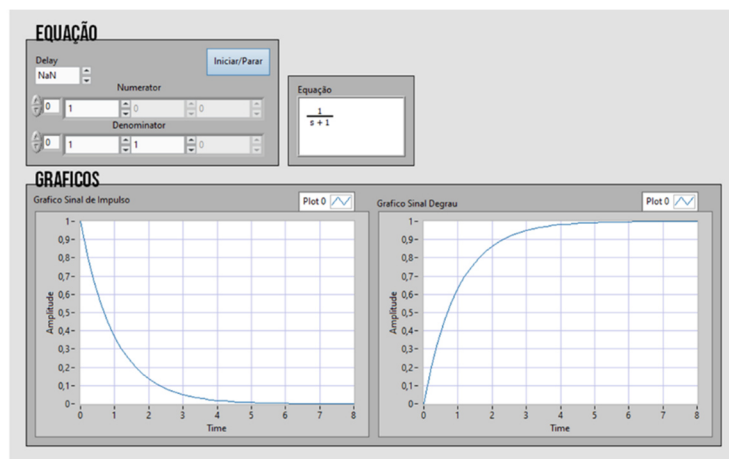 EQUAÇÃO
Delay
NaN
Iniciar/Parar
Numerator
0 1 0 0
Denominator
0 1 1 0
Equação
1
s + 1
GRAFICOS
Grafico Sinal de Impulso
Plot 0
Amplitude
1
0,9
0,8
0,7
0,6
0,5
0,4
0,3
0,2
0,1
0
0 1 2 3 4 5 6 7 8
Time
Grafico Sinal Degrau
Plot 0
Amplitude
1
0,9
0,8
0,7
0,6
0,5
0,4
0,3
0,2
0,1
0
0 1 2 3 4 5 6 7 8
Time